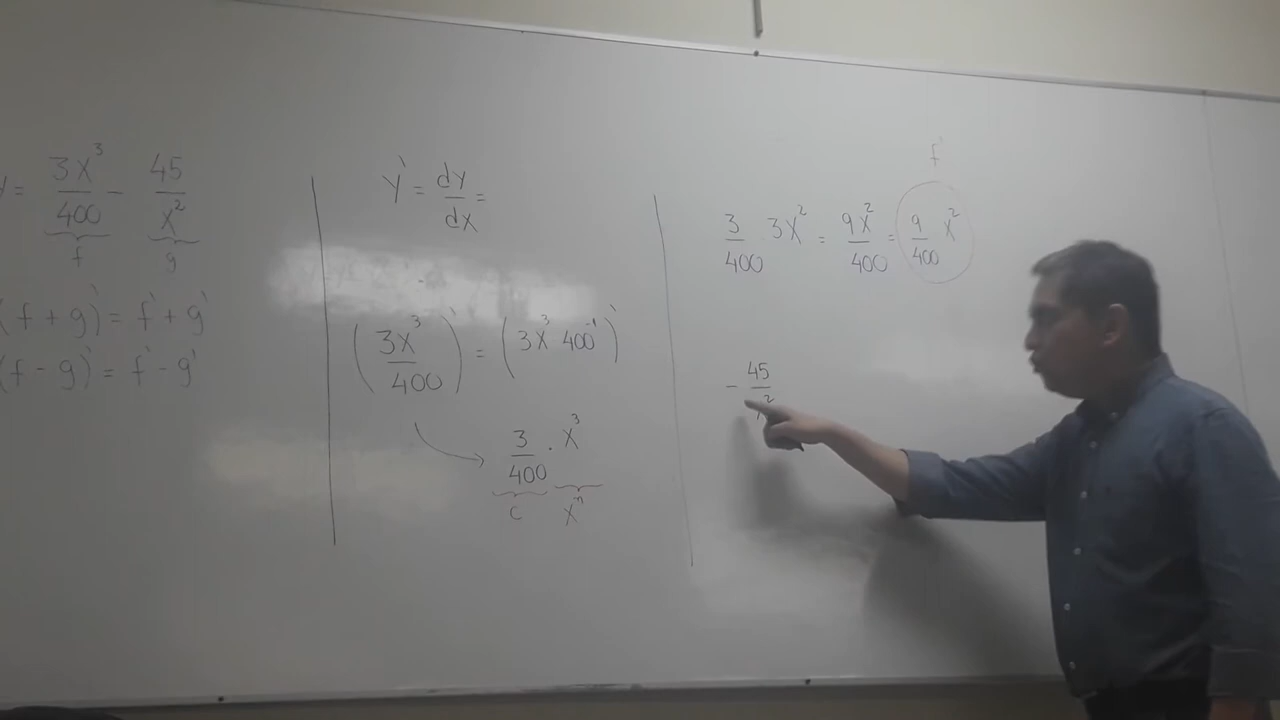 y = 3x³/400 - 45/x²
f g
(f + g)` = f` + g`
(f - g)` = f` - g`
y` = dy/dx =
(3x³/400)` = (3x³ 400⁻¹)`
3/400 · x³
c xⁿ
f`
3/400 · 3x² = 9x²/400 = 9/400 x²
- 45/x²